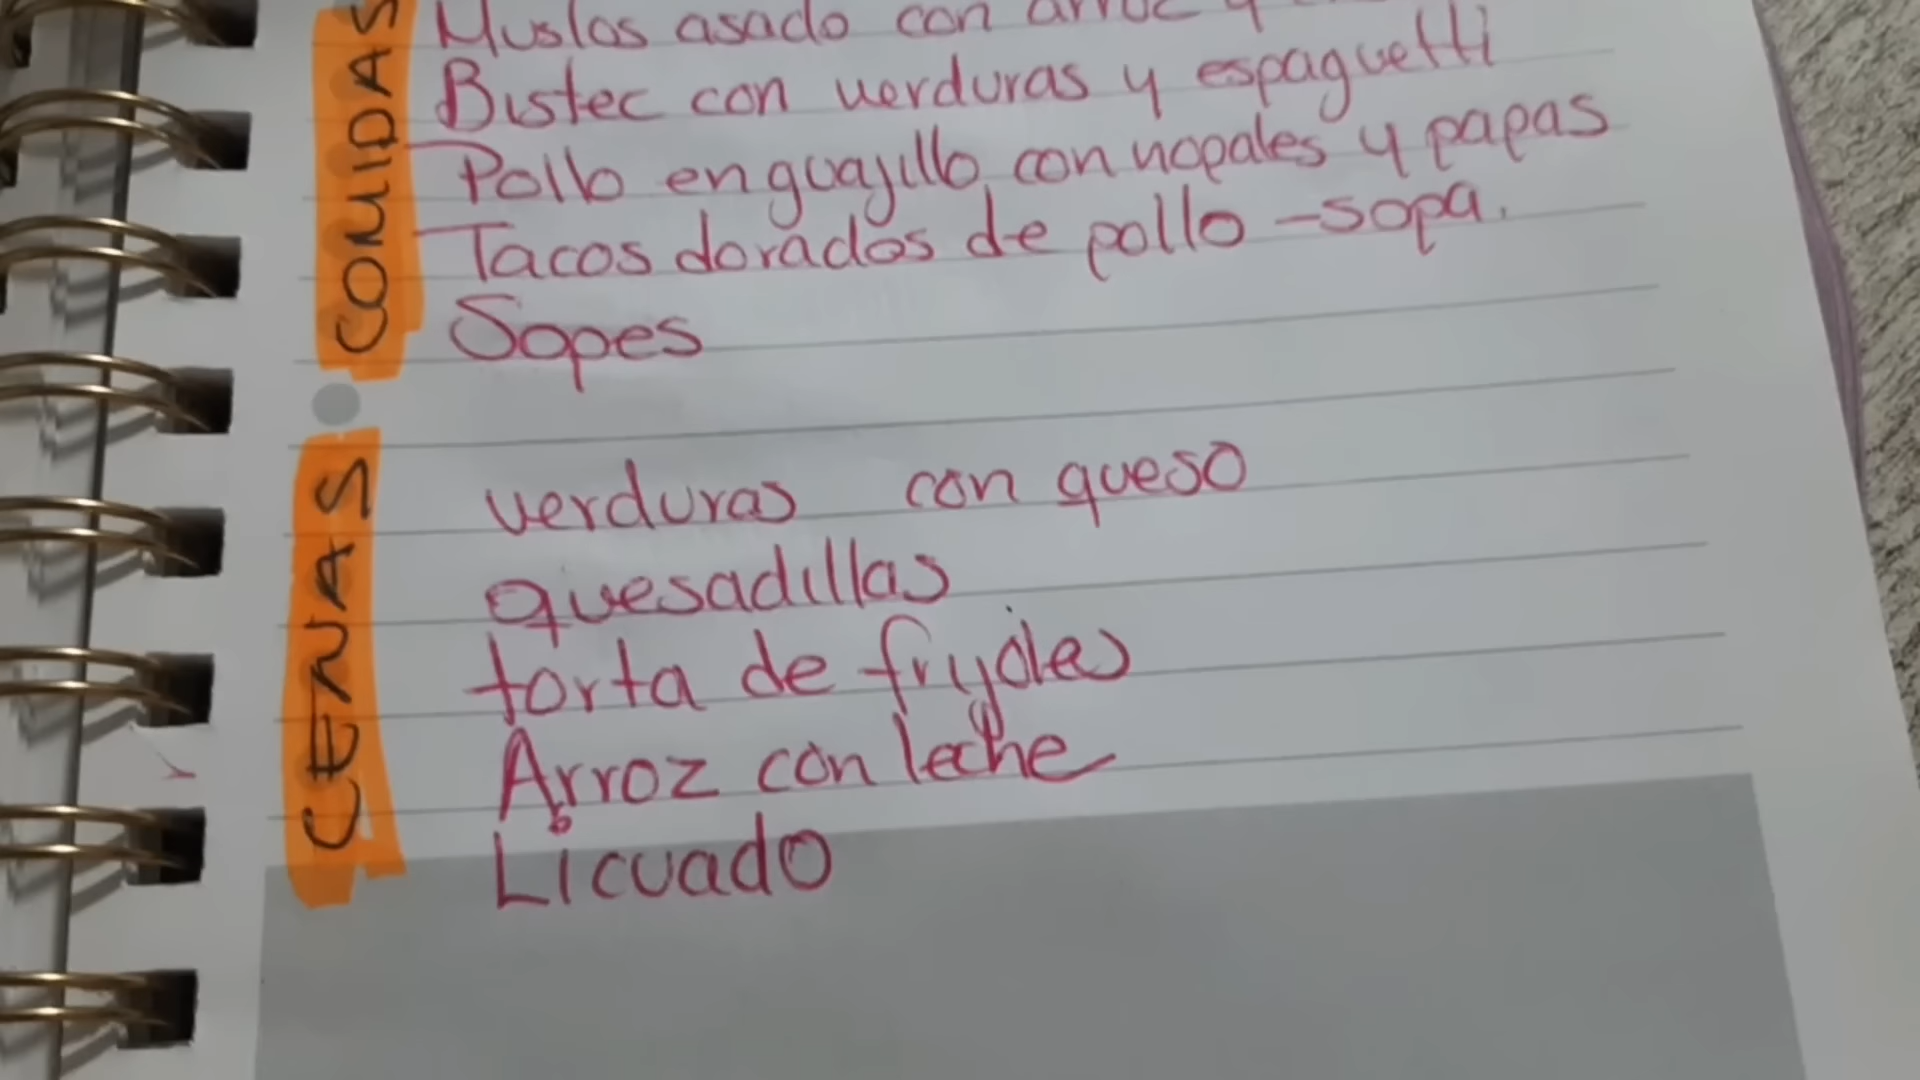 COMIDAS
Muslos asado con arroz y
Bistec con verduras y espaguetti
Pollo en guajillo con nopales y papas
Tacos dorados de pollo - sopa.
Sopes
CENAS
verduras con queso
quesadillas
torta de frijoles
Arroz con leche
Licuado